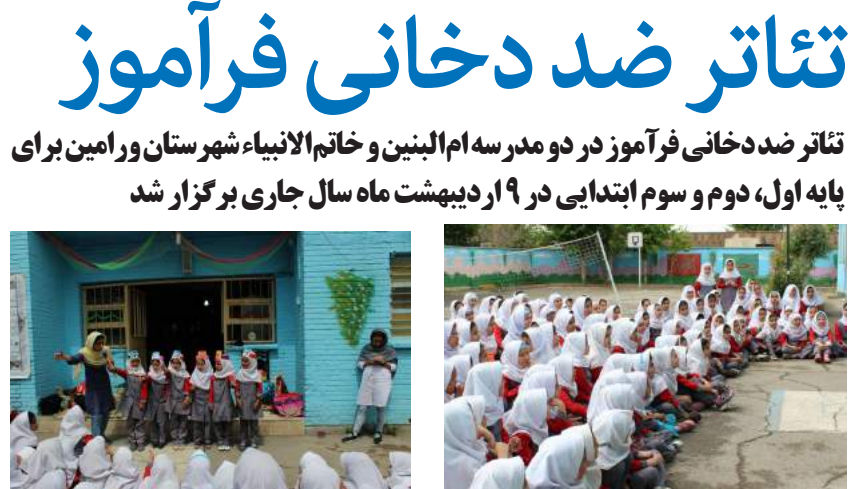 تئاتر ضد دخانی فرآموز
تئاتر ضد دخانی فرآموز در دو مدرسه ام‌البنین و خاتم‌الانبیاء شهرستان ورامین برای
پایه اول، دوم و سوم ابتدایی در ۹ اردیبهشت ماه سال جاری برگزار شد